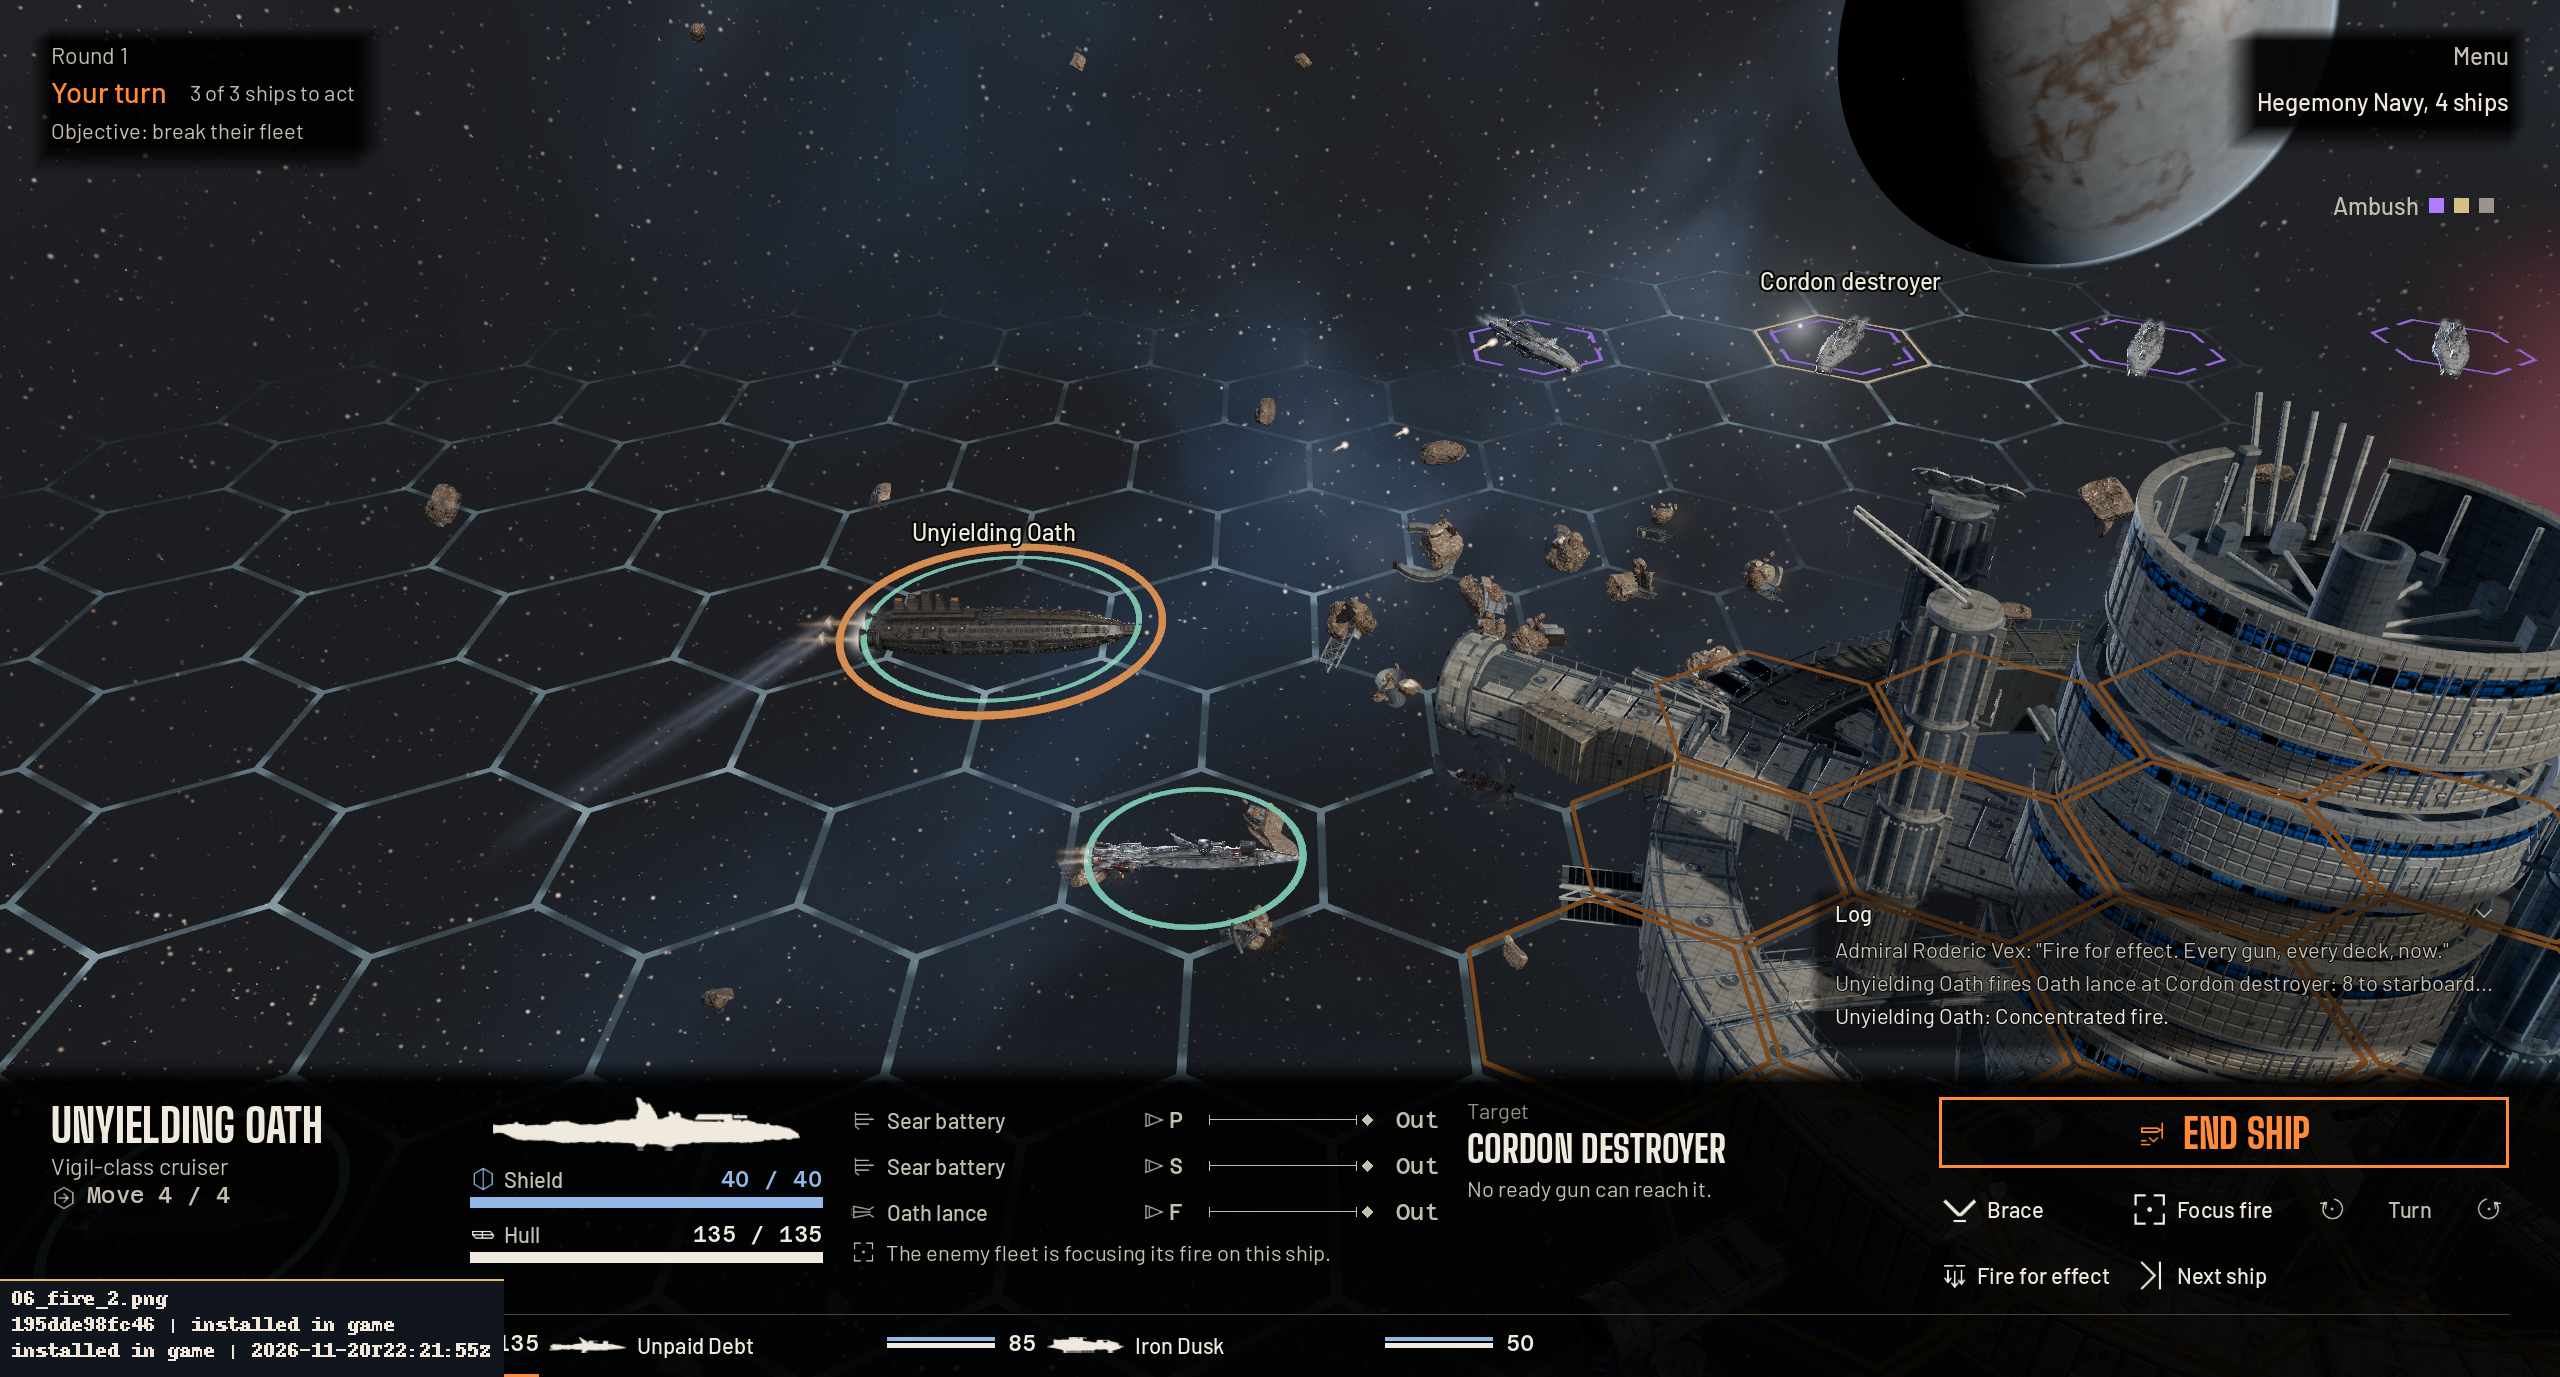 Round 1
Your turn 3 of 3 ships to act
Objective: break their fleet
Menu
Hegemony Navy, 4 ships
Ambush
Cordon destroyer
Unyielding Oath
Log
Admiral Roderic Vex: "Fire for effect. Every gun, every deck, now."
Unyielding Oath fires Oath lance at Cordon destroyer: 8 to starboard...
Unyielding Oath: Concentrated fire.
UNYIELDING OATH
Vigil-class cruiser
Move 4 / 4
Shield 40 / 40
Hull 135 / 135
Sear battery P Out
Sear battery S Out
Oath lance F Out
The enemy fleet is focusing its fire on this ship.
Target
CORDON DESTROYER
No ready gun can reach it.
END SHIP
Brace Focus fire Turn
Fire for effect Next ship
06_fire_2.png
195dde98fc46 | installed in game
installed in game | 2026-11-20T22:21:55Z
135 Unpaid Debt 85 Iron Dusk 50